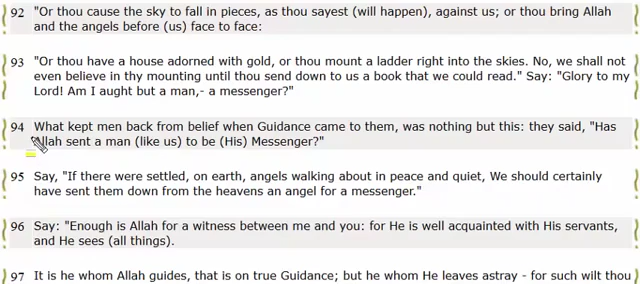 92 "Or thou cause the sky to fall in pieces, as thou sayest (will happen), against us; or thou bring Allah
and the angels before (us) face to face:
93 "Or thou have a house adorned with gold, or thou mount a ladder right into the skies. No, we shall not
even believe in thy mounting until thou send down to us a book that we could read." Say: "Glory to my
Lord! Am I aught but a man,- a messenger?"
94 What kept men back from belief when Guidance came to them, was nothing but this: they said, "Has
Allah sent a man (like us) to be (His) Messenger?"
95 Say, "If there were settled, on earth, angels walking about in peace and quiet, We should certainly
have sent them down from the heavens an angel for a messenger."
96 Say: "Enough is Allah for a witness between me and you: for He is well acquainted with His servants,
and He sees (all things).
97 It is he whom Allah guides, that is on true Guidance; but he whom He leaves astray - for such wilt thou